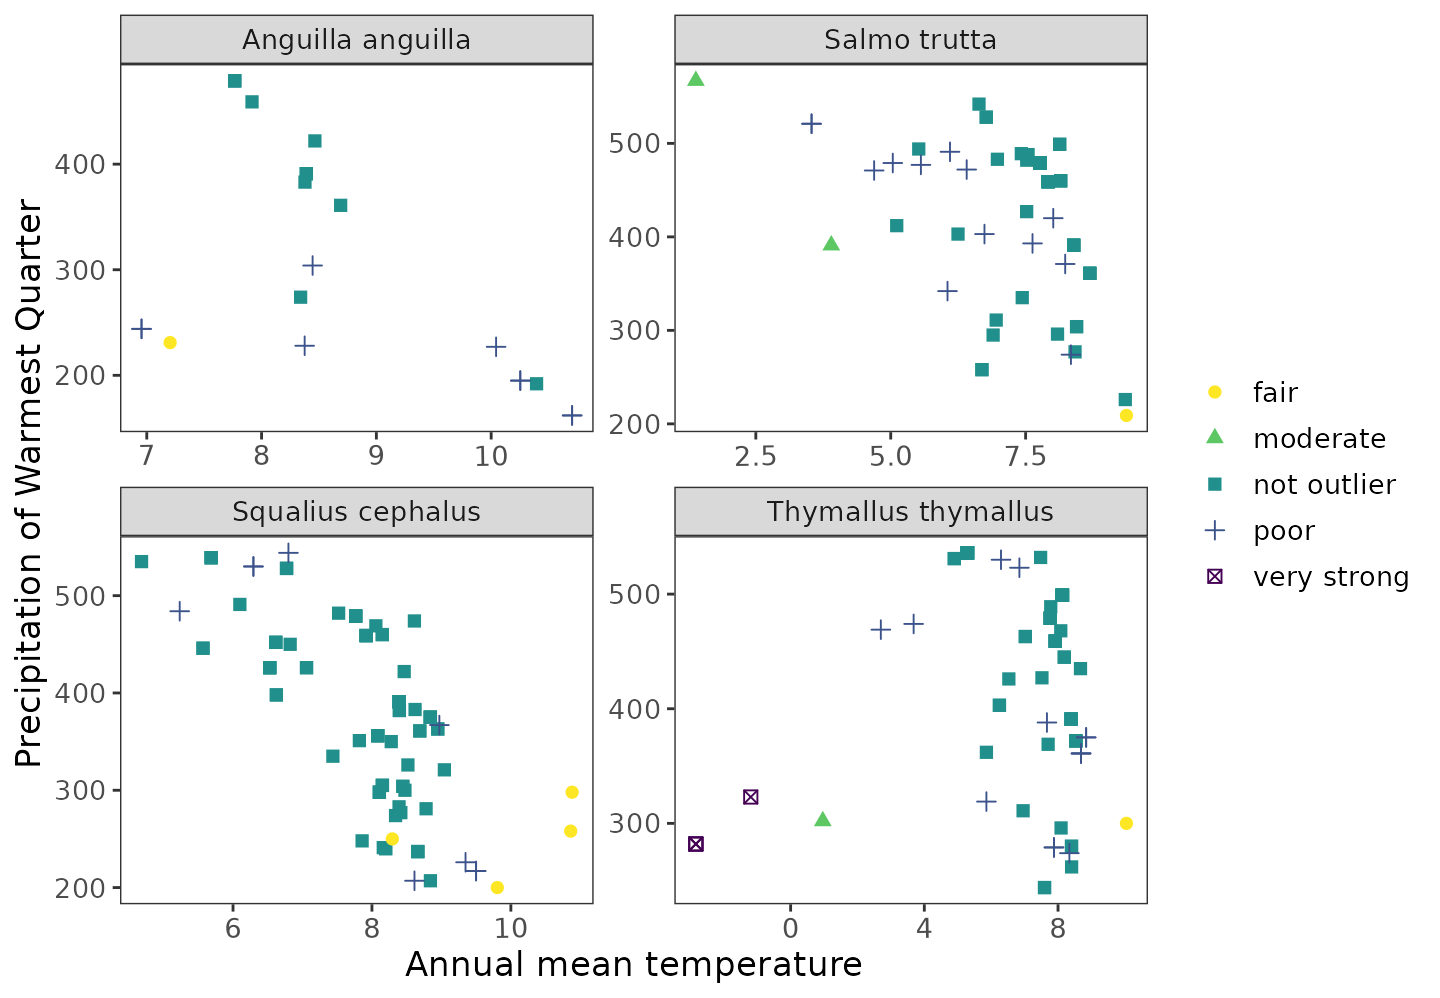 Anguilla anguilla
Salmo trutta
400
300
200
7 8 9 10
500
400
300
200
2.5 5.0 7.5
Squalius cephalus
Thymallus thymallus
500
400
300
200
6 8 10
500
400
300
0 4 8
Precipitation of Warmest Quarter
Annual mean temperature
fair
moderate
not outlier
poor
very strong